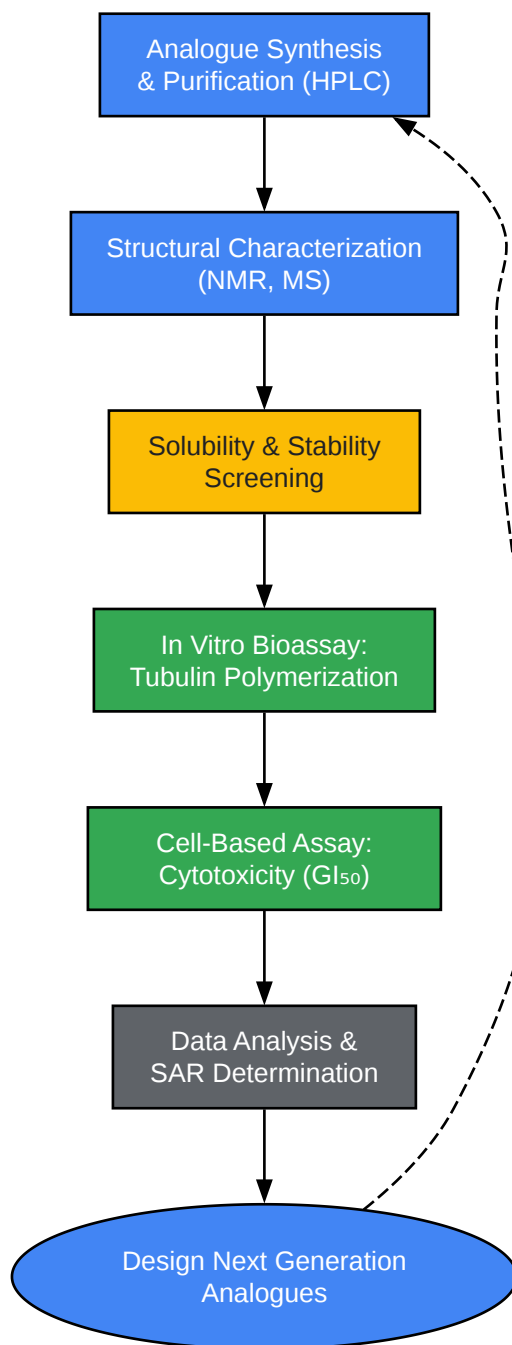 Analogue Synthesis
& Purification (HPLC)
Structural Characterization
(NMR, MS)
Solubility & Stability
Screening
In Vitro Bioassay:
Tubulin Polymerization
Cell-Based Assay:
Cytotoxicity (GI₅₀)
Data Analysis &
SAR Determination
Design Next Generation
Analogues